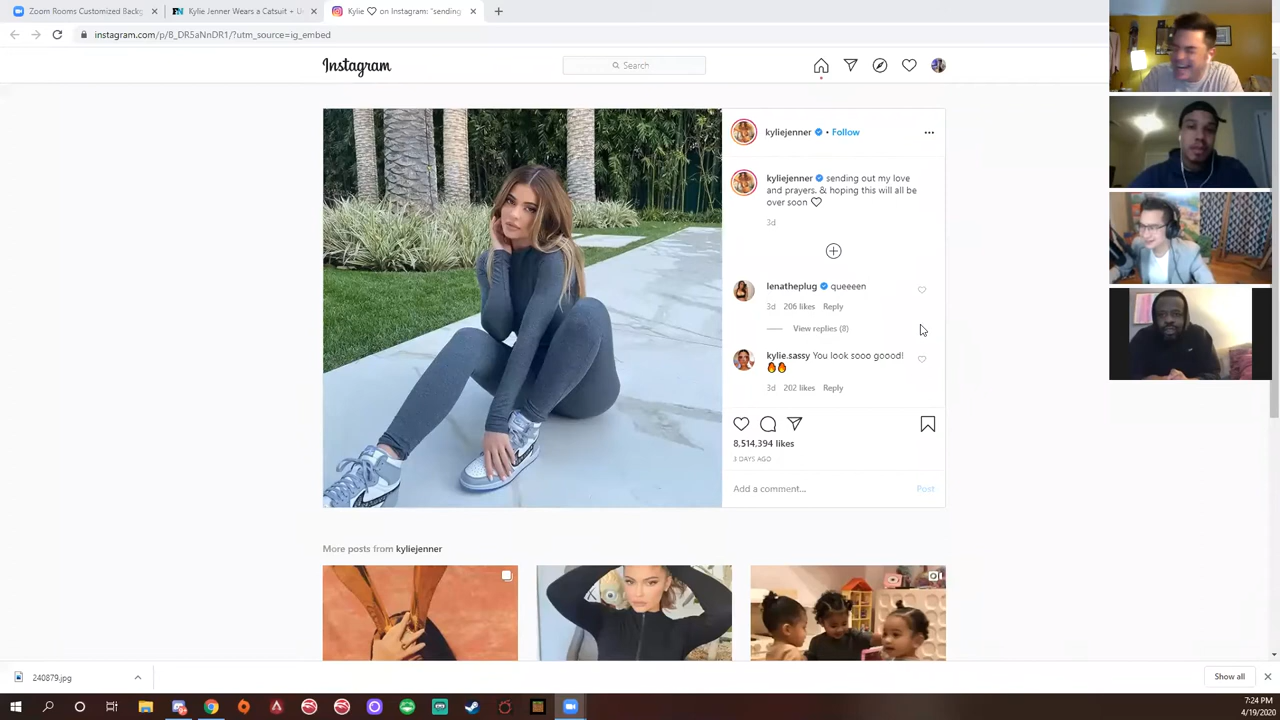 Zoom Rooms Customized Backg
Kylie Jenner Wears a Catsuit + U
Kylie ♡ on Instagram: "sending
instagram.com/p/B_DR5aNnDR1/?utm_source=ig_embed
Instagram
Search
kyliejenner • Follow
kyliejenner sending out my love
and prayers. & hoping this will all be
over soon ♡
3d
lenatheplug queeeen
3d 206 likes Reply
View replies (8)
kylie.sassy You look sooo goood!
🔥🔥
3d 202 likes Reply
8,514,394 likes
3 DAYS AGO
Add a comment...
Post
More posts from kyliejenner
240879.jpg
Show all
7:24 PM
4/19/2020